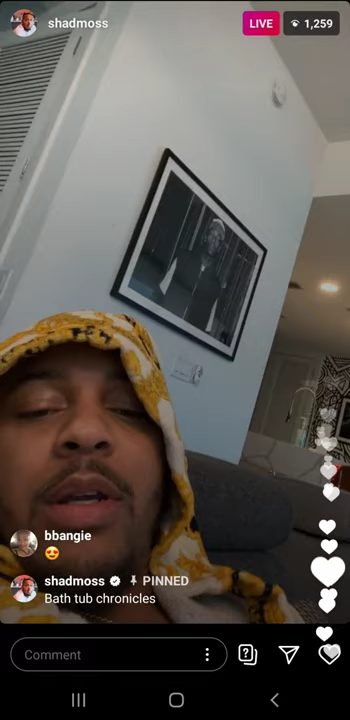 shadmoss
LIVE
1,259
bbangie
😍
shadmoss PINNED
Bath tub chronicles
Comment